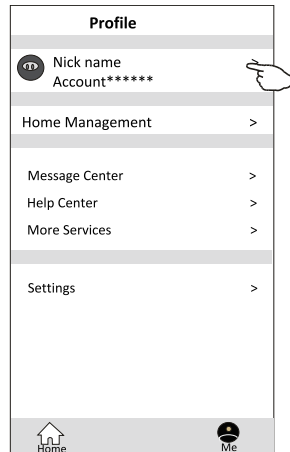 Profile
Nick name
Account******
Home Management >
Message Center >
Help Center >
More Services >
Settings >
Home Me